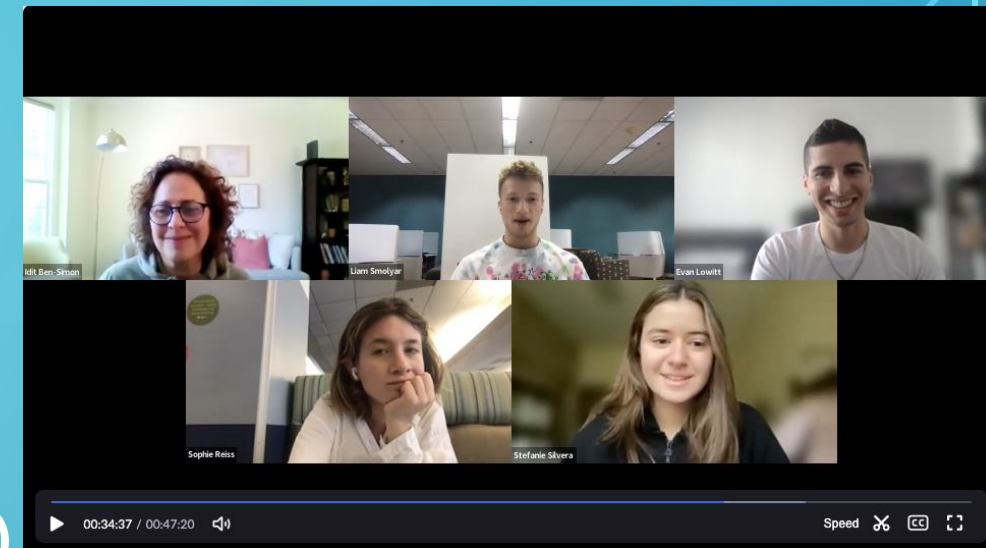 Idit Ben-Simon
Liam Smolyar
Evan Lowitt
Sophie Reiss
Stefanie Silvera
00:34:37 / 00:47:20
Speed
CC